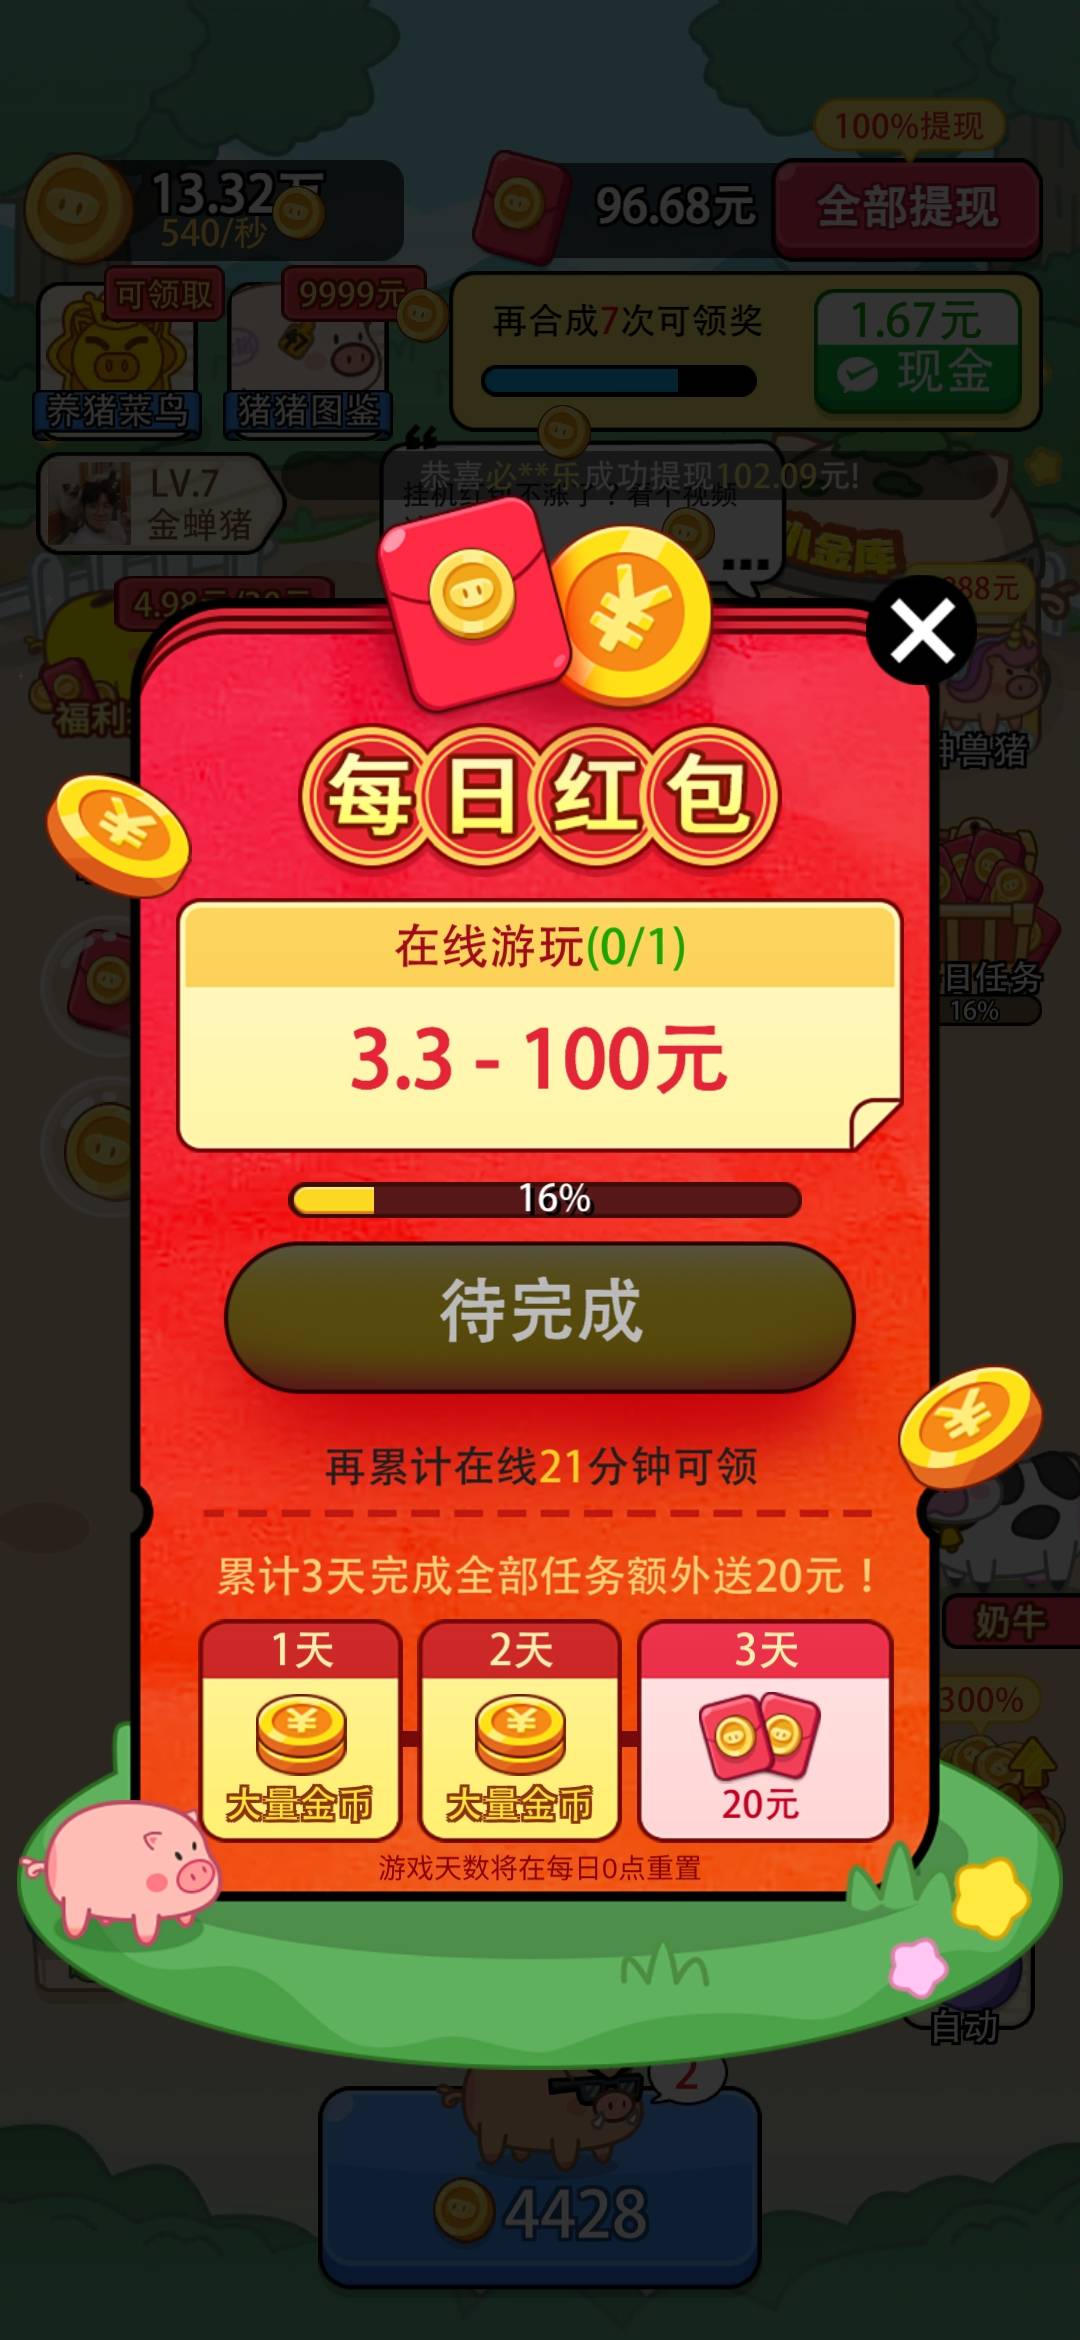 100%提现
13.32万
540/秒
96.68元
全部提现
可领取
9999元
再合成7次可领奖
1.67元
现金
养猪菜鸟
猪猪图鉴
恭喜必**乐成功提现102.09元!
LV.7
金蝉猪
小金库
每日红包
在线游玩(0/1)
3.3 - 100元
日任务
16%
16%
待完成
再累计在线21分钟可领
累计3天完成全部任务额外送20元！
奶牛
1天
2天
3天
300%
大量金币
大量金币
20元
游戏天数将在每日0点重置
自动
2
4428